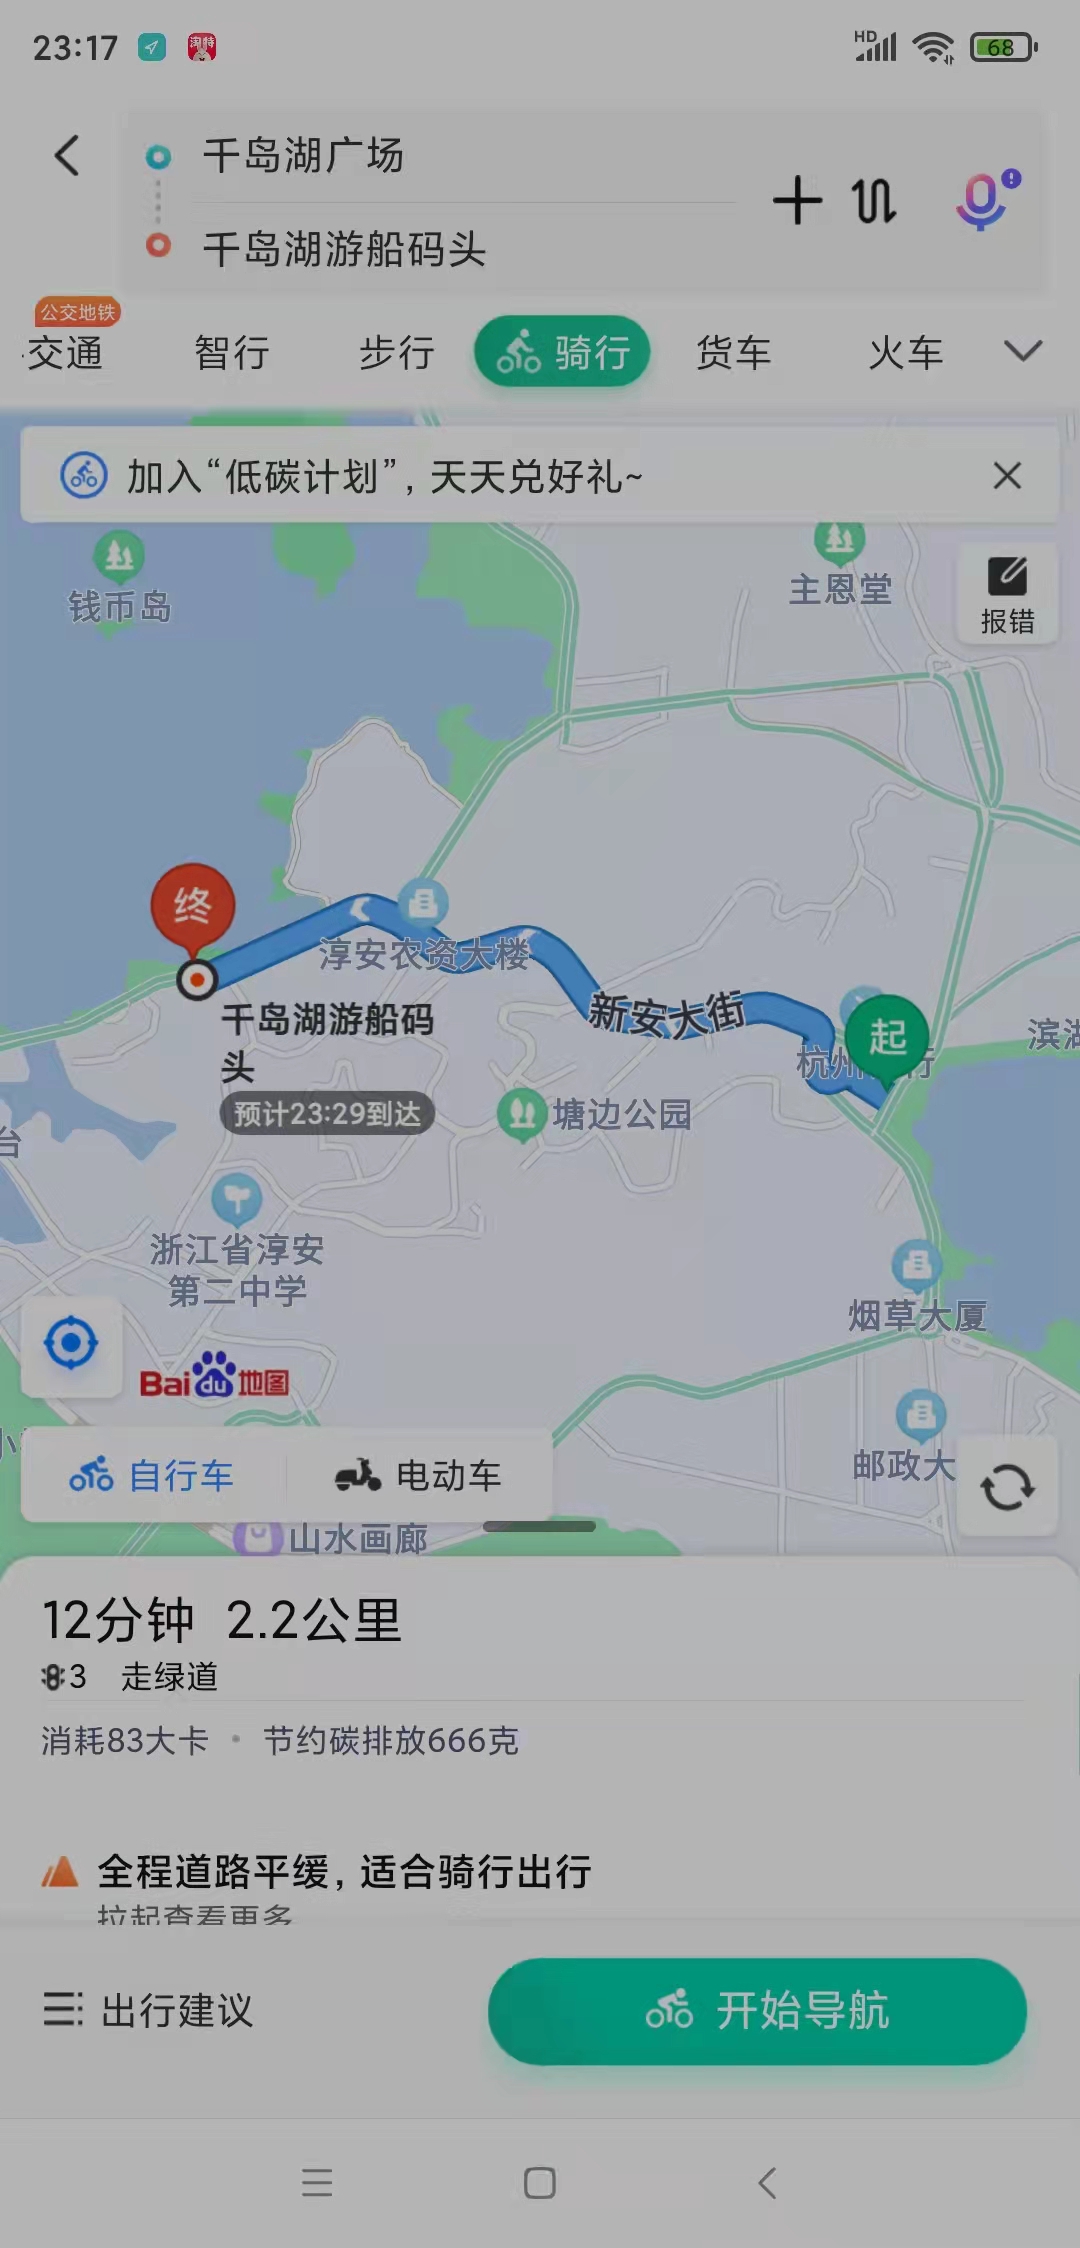 23:17
淘特
HD
68
千岛湖广场
千岛湖游船码头
公交地铁
交通
智行
步行
骑行
货车
火车
加入“低碳计划”,天天兑好礼~
钱币岛
主恩堂
报错
终
淳安农资大楼
新安大街
起
千岛湖游船码
头
预计23:29到达
杭州
行
滨湖
塘边公园
台
浙江省淳安
第二中学
烟草大厦
Baidu地图
邮政大
小
自行车
电动车
山水画廊
12分钟 2.2公里
3 走绿道
消耗83大卡 • 节约碳排放666克
全程道路平缓,适合骑行出行
拉起查看更多
出行建议
开始导航